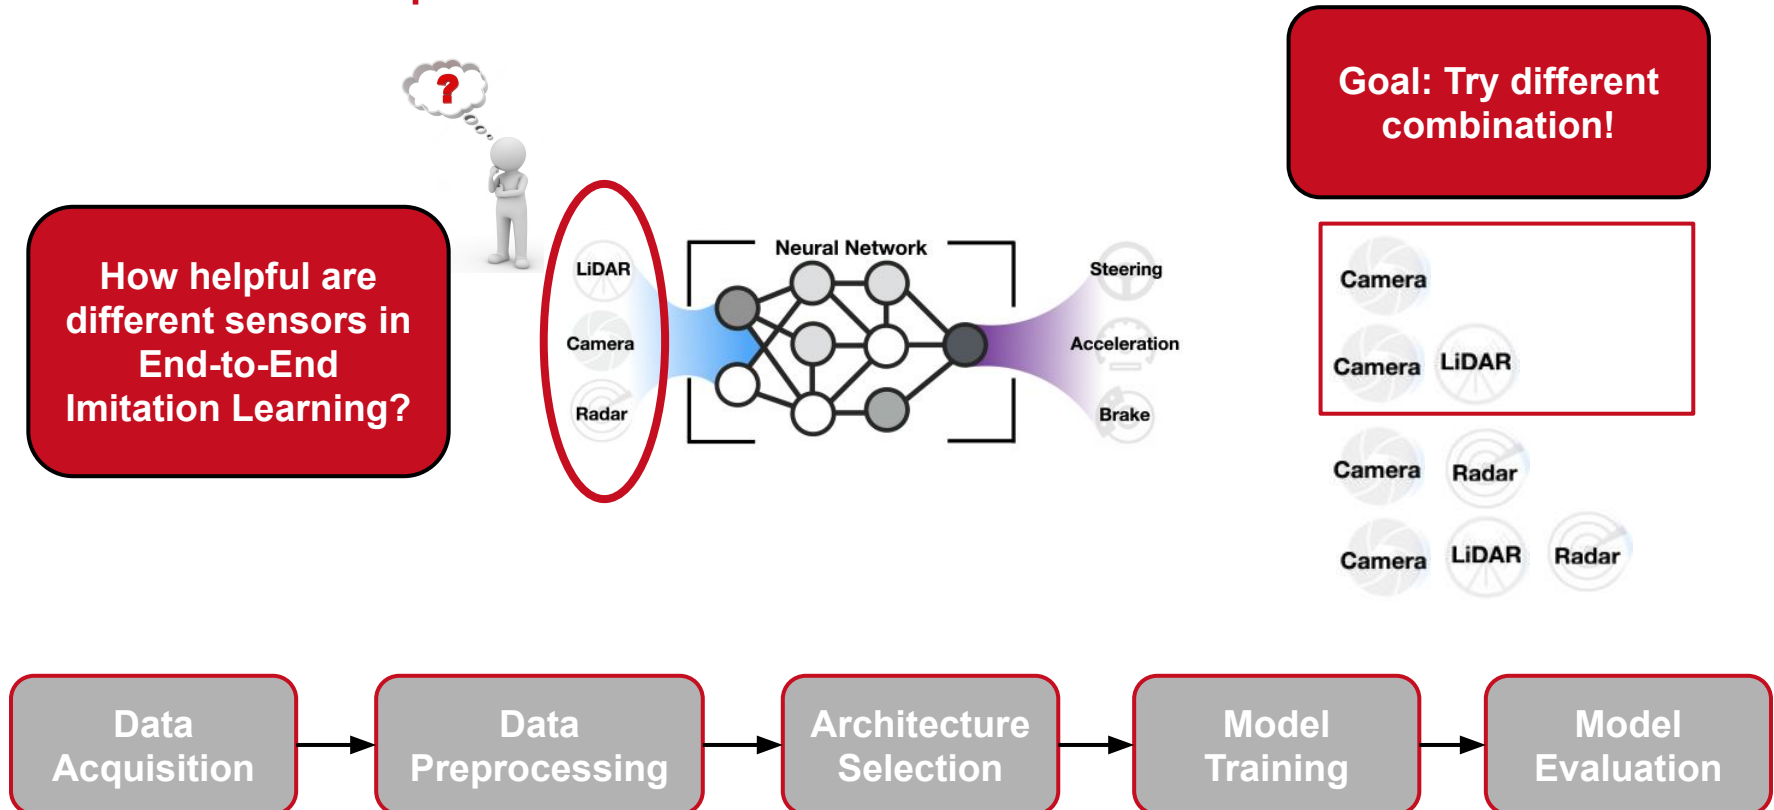 Goal: Try different
combination!
?
How helpful are
different sensors in
End-to-End
Imitation Learning?
LiDAR
Camera
Radar
Neural Network
Steering
Acceleration
Brake
Camera
Camera LiDAR
Camera Radar
Camera LiDAR Radar
Data
Acquisition
Data
Preprocessing
Architecture
Selection
Model
Training
Model
Evaluation